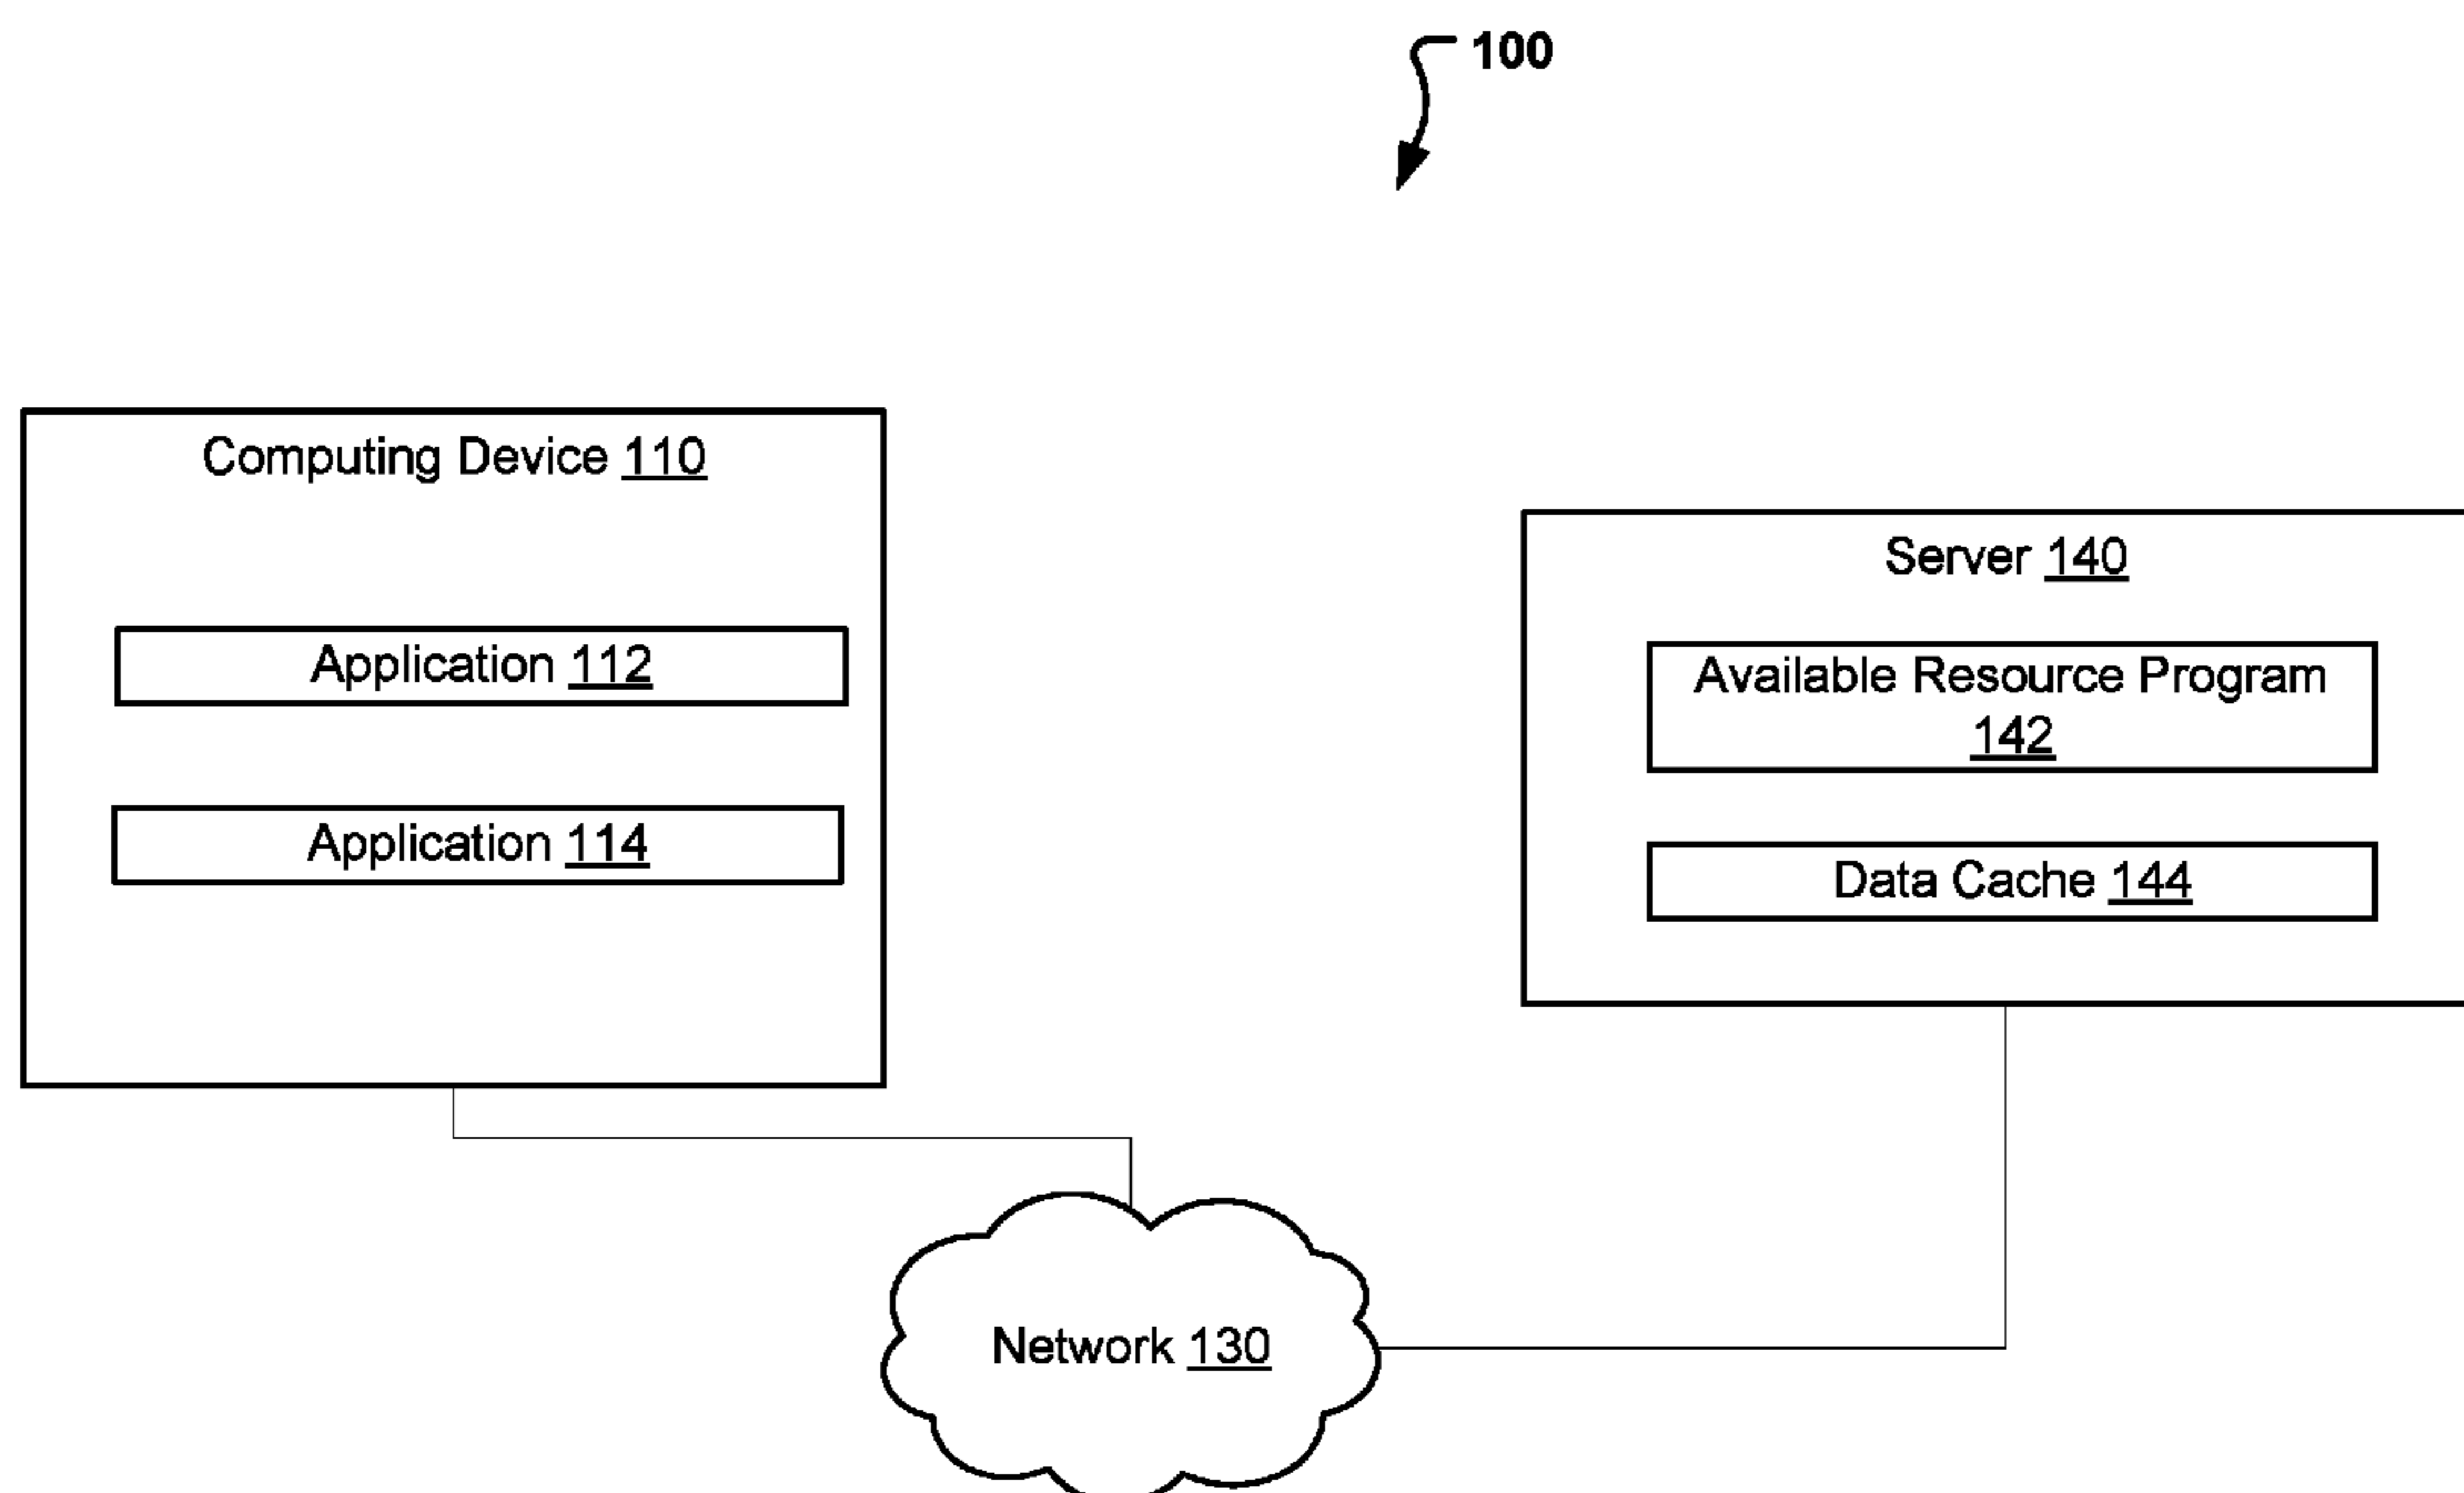 100
Computing Device 110
Application 112
Application 114
Server 140
Available Resource Program
142
Data Cache 144
Network 130